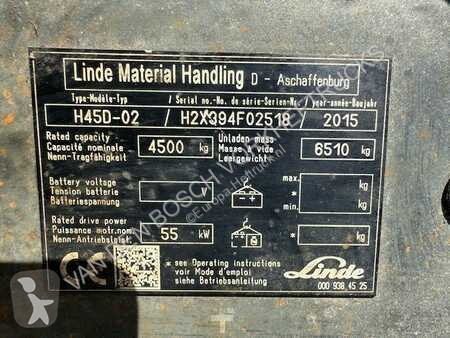 Linde Material Handling D - Aschaffenburg
Type-Modèle-Typ / Serial no.-No. de série-Serien-Nr. / year-année-Baujahr
H45D-02 / H2X394F02518 / 2015
Rated capacity
Capacité nominale
Nenn-Tragfähigkeit
4500 kg
Unladen mass
Masse à vide
Leergewicht
6510 kg
Battery voltage
Tension batterie
Batteriespannung
V
max.
*
min.
kg
kg
Rated drive power
Puissance motr.nom.
Nenn-Antriebsleist.
55 kW
*
kg
* see Operating instructions
voir Mode d'emploi
siehe Betriebsanleitung
CE
Linde
000 938 45 25